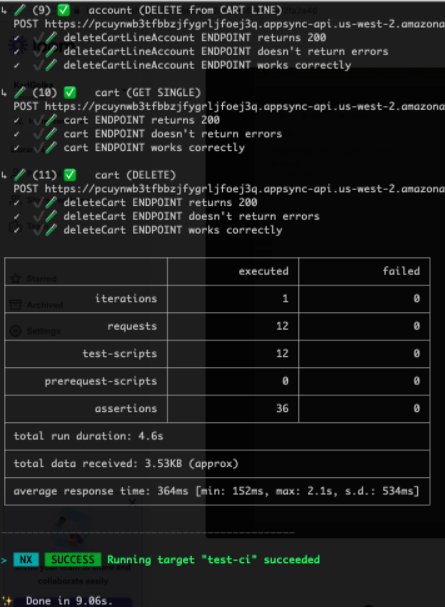 ↳ 🧪 (9) ✅ account (DELETE from CART LINE)
POST https://pcuynwb3tfbbzjfygrljfoej3q.appsync-api.us-west-2.amazona
✓ ✔🧪 deleteCartLineAccount ENDPOINT returns 200
✓ ✔🧪 deleteCartLineAccount ENDPOINT doesn't return errors
✓ ✔🧪 deleteCartLineAccount ENDPOINT works correctly
↳ 🧪 (10) ✅ cart (GET SINGLE)
POST https://pcuynwb3tfbbzjfygrljfoej3q.appsync-api.us-west-2.amazona
✓ ✔🧪 cart ENDPOINT returns 200
✓ ✔🧪 cart ENDPOINT doesn't return errors
✓ ✔🧪 cart ENDPOINT works correctly
↳ 🧪 (11) ✅ cart (DELETE)
POST https://pcuynwb3tfbbzjfygrljfoej3q.appsync-api.us-west-2.amazona
✓ ✔🧪 deleteCart ENDPOINT returns 200
✓ ✔🧪 deleteCart ENDPOINT doesn't return errors
✓ ✔🧪 deleteCart ENDPOINT works correctly
executed failed
Starred
iterations 1 0
Archived
requests 12 0
Settings
test-scripts 12 0
prerequest-scripts 0 0
assertions 36 0
total run duration: 4.6s
total data received: 3.53KB (approx)
average response time: 364ms [min: 152ms, max: 2.1s, s.d.: 534ms]
> NX SUCCESS Running target "test-ci" succeeded
collaborate easily
✨ Done in 9.06s.